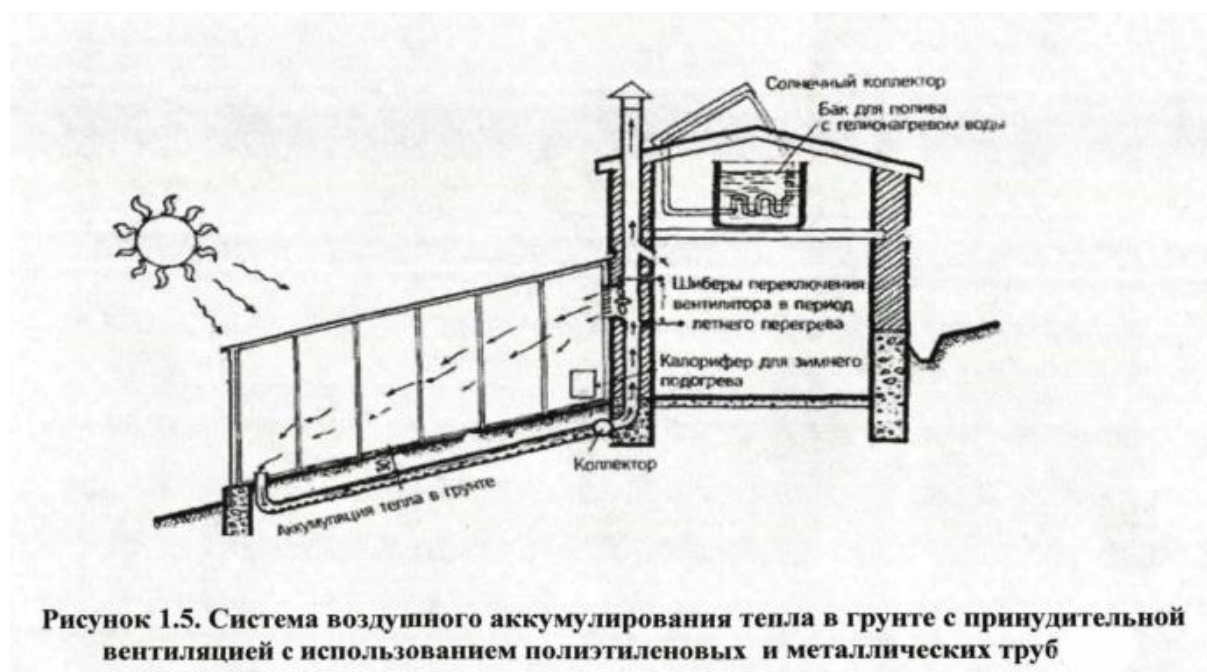 Солнечный коллектор
Бак для полива
с гелионагревом воды
Шиберы переключения
вентилятора в период
летнего перегрева
Калорифер для зимнего
подогрева
Коллектор
Аккумуляция тепла в грунте
Рисунок 1.5. Система воздушного аккумулирования тепла в грунте с принудительной
вентиляцией с использованием полиэтиленовых и металлических труб